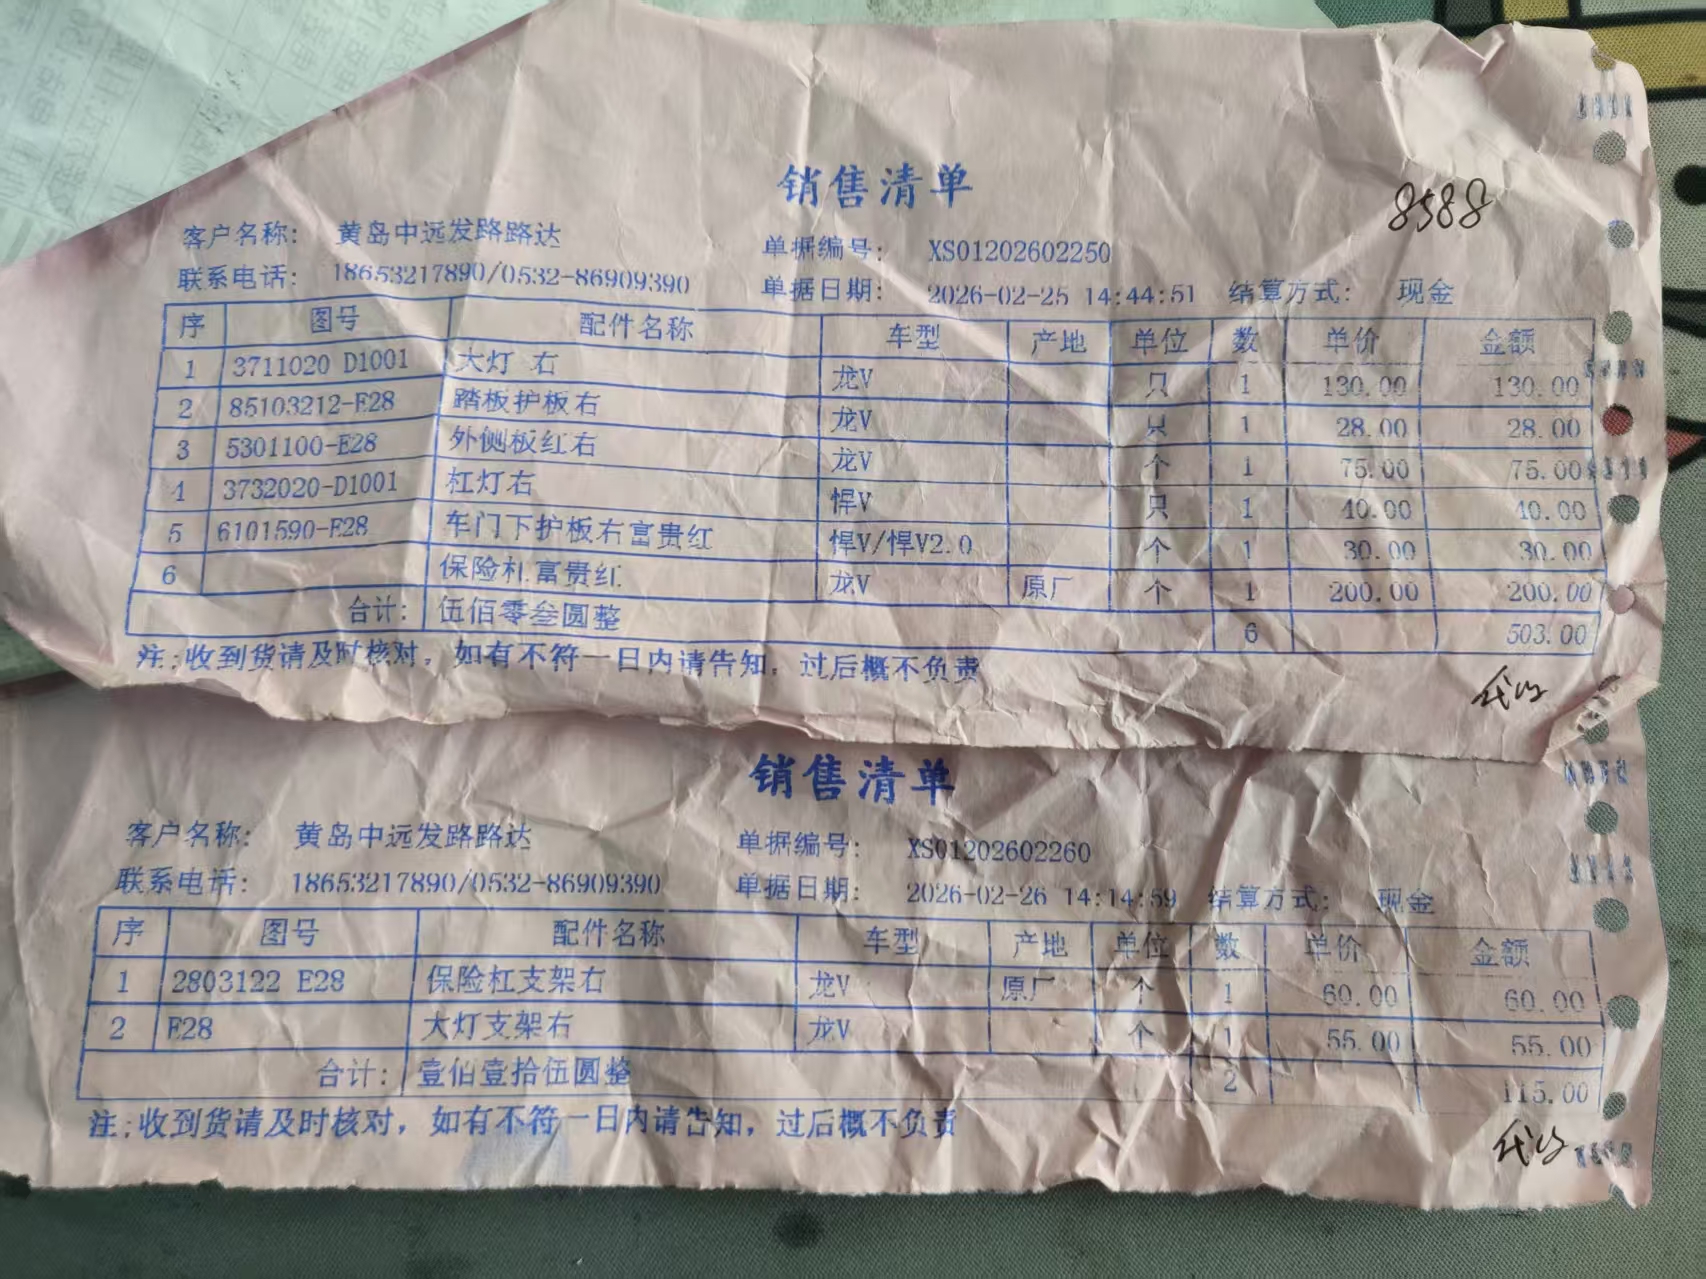 销售清单
8588
客户名称: 黄岛中远发路路达 单据编号: XS01202602250
联系电话: 18653217890/0532-86909390 单据日期: 2026-02-25 14:44:51 结算方式: 现金
序 图号 配件名称 车型 产地 单位 数 单价 金额
1 3711020 D1001 大灯 右 龙V 只 1 130.00 130.00
2 85103212-E28 踏板护板右 龙V 只 1 28.00 28.00
3 5301100-E28 外侧板红右 龙V 个 1 75.00 75.00
4 3732020-D1001 杠灯右 悍V 只 1 40.00 40.00
5 6101590-E28 车门下护板右富贵红 悍V/悍V2.0 个 1 30.00 30.00
6 保险杠富贵红 龙V 原厂 个 1 200.00 200.00
合计: 伍佰零叁圆整 6 503.00
注:收到货请及时核对，如有不符一日内请告知，过后概不负责
代收
销售清单
客户名称: 黄岛中远发路路达 单据编号: XS01202602260
联系电话: 18653217890/0532-86909390 单据日期: 2026-02-26 14:14:59 结算方式: 现金
序 图号 配件名称 车型 产地 单位 数 单价 金额
1 2803122 E28 保险杠支架右 龙V 原厂 个 1 60.00 60.00
2 E28 大灯支架右 龙V 个 1 55.00 55.00
合计: 壹佰壹拾伍圆整 2 115.00
注:收到货请及时核对，如有不符一日内请告知，过后概不负责
代收